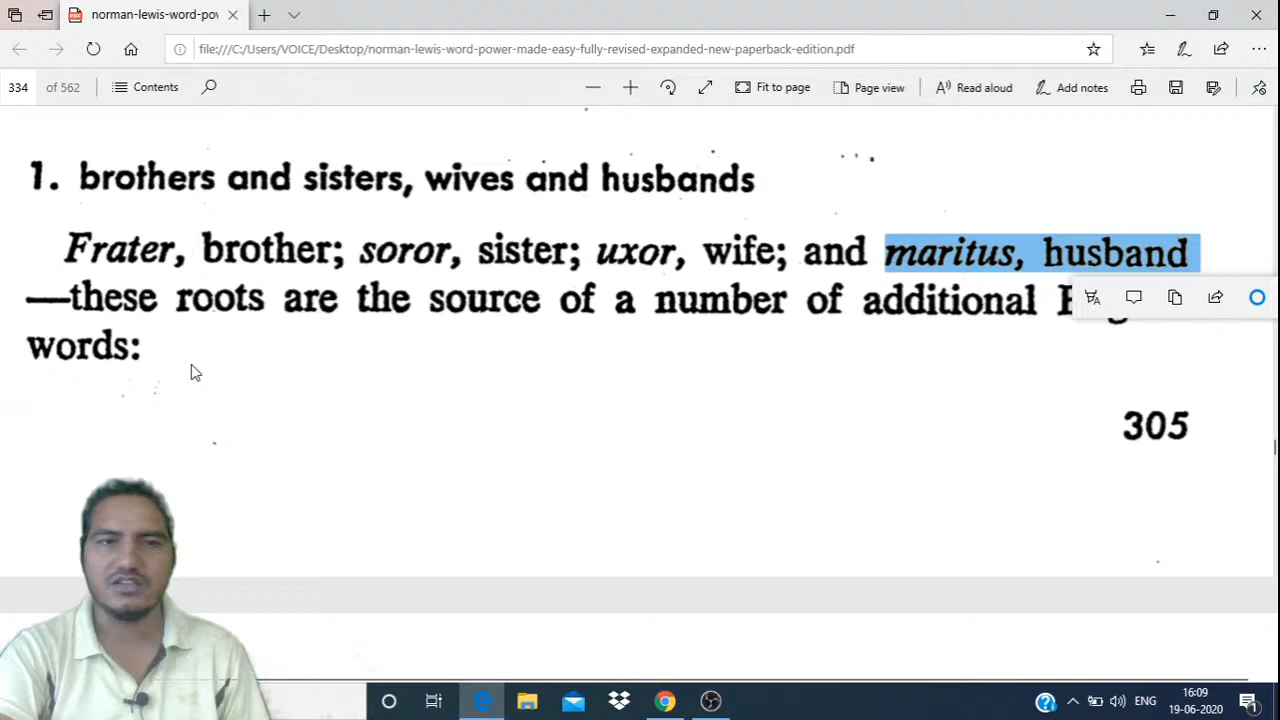 norman-lewis-word-pow
file:///C:/Users/VOICE/Desktop/norman-lewis-word-power-made-easy-fully-revised-expanded-new-paperback-edition.pdf
334 of 562 Contents Fit to page Page view Read aloud Add notes
1. brothers and sisters, wives and husbands
Frater, brother; soror, sister; uxor, wife; and maritus, husband
—these roots are the source of a number of additional
words:
305
ENG
16:09
19-06-2020